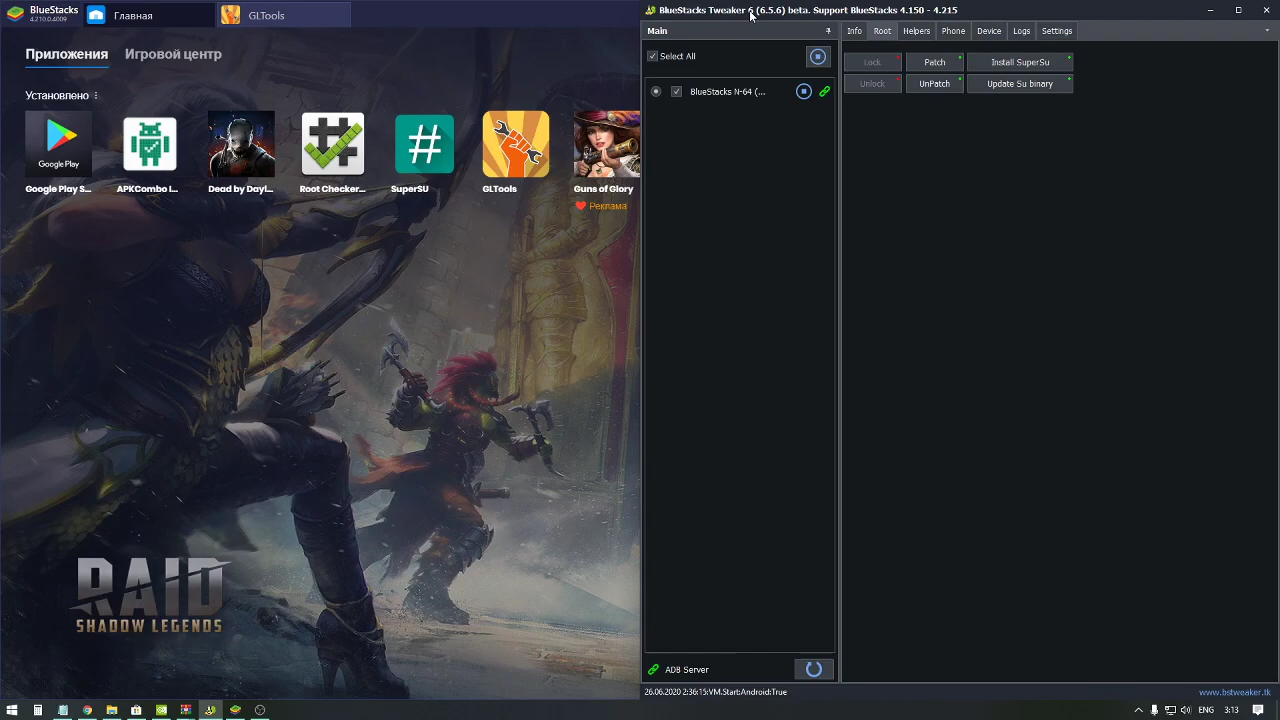 BlueStacks
4.210.0.4009
Главная
GLTools
Приложения
Игровой центр
Установлено
Google Play
Google Play S...
APKCombo I...
Dead by Dayl...
Root Checker...
SuperSU
GLTools
Guns of Glory
Реклама
RAID
SHADOW LEGENDS
BlueStacks Tweaker 6 (6.5.6) beta. Support BlueStacks 4.150 - 4.215
Main
Select All
BlueStacks N-64 (...
ADB Server
Info
Root
Helpers
Phone
Device
Logs
Settings
Lock
Patch
Install SuperSu
Unlock
UnPatch
Update Su binary
26.06.2020 2:36:15:VM.Start:Android:True
www.bstweaker.tk
ENG
3:13